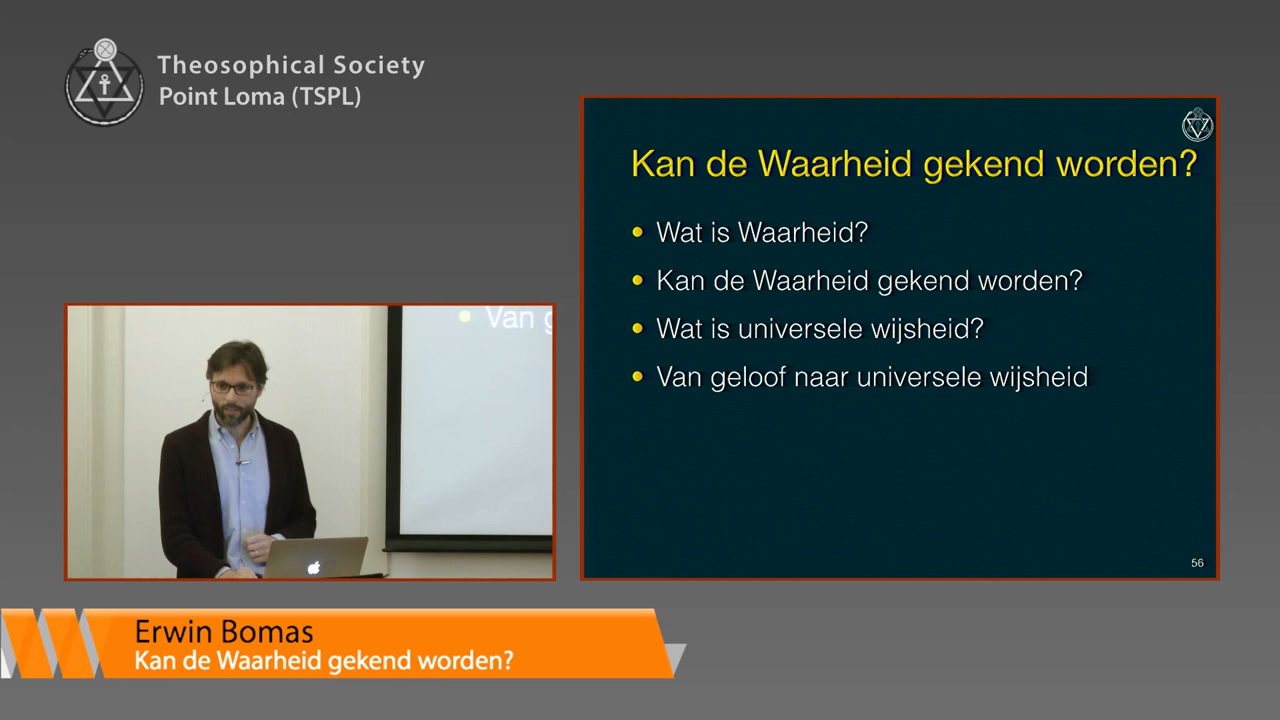 Theosophical Society
Point Loma (TSPL)
Kan de Waarheid gekend worden?
• Wat is Waarheid?
• Kan de Waarheid gekend worden?
• Wat is universele wijsheid?
• Van geloof naar universele wijsheid
56
• Van g
Erwin Bomas
Kan de Waarheid gekend worden?